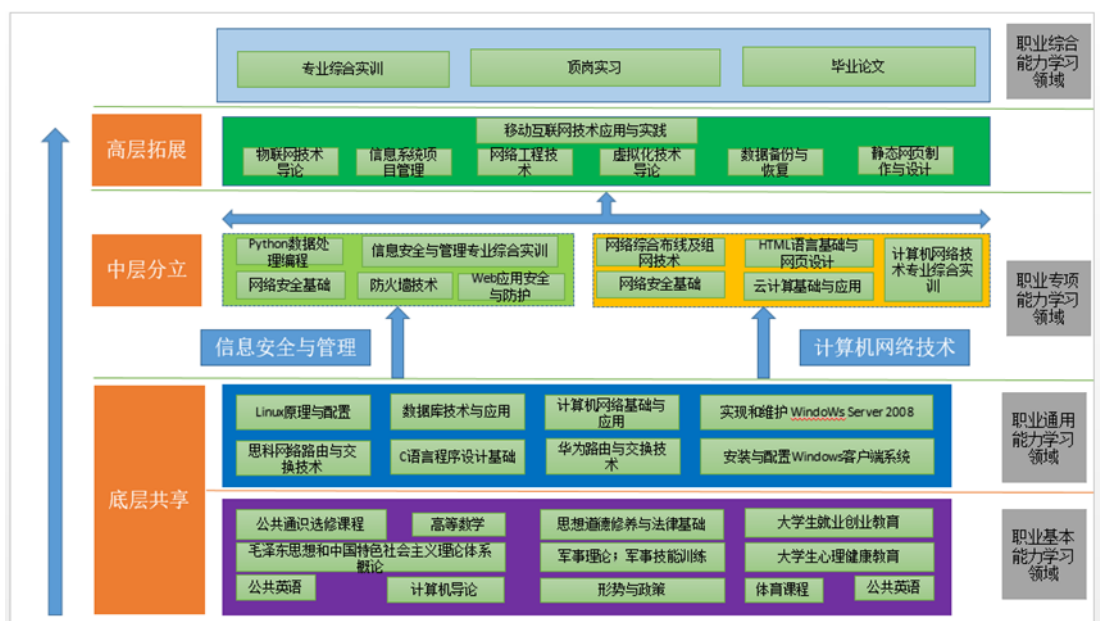 专业综合实训
顶岗实习
毕业论文
职业综合
能力学习
领域
高层拓展
移动互联网技术应用与实践
物联网技术
导论
信息系统项
目管理
网络工程技
术
虚拟化技术
导论
数据备份与
恢复
静态网页制
作与设计
中层分立
Python数据处
理编程
信息安全与管理专业综合实训
网络安全基础
防火墙技术
Web应用安全
与防护
网络综合布线及组
网技术
HTML语言基础与
网页设计
计算机网络技
术专业综合实
训
网络安全基础
云计算基础与应用
职业专项
能力学习
领域
信息安全与管理
计算机网络技术
底层共享
Linux原理与配置
数据库技术与应用
计算机网络基础与
应用
实现和维护 WindoWs Server 2008
思科网络路由与交
换技术
C语言程序设计基础
华为路由与交换技
术
安装与配置Windows客户端系统
职业通用
能力学习
领域
公共通识选修课程
高等数学
思想道德修养与法律基础
大学生就业创业教育
毛泽东思想和中国特色社会主义理论体系
概论
军事理论；军事技能训练
大学生心理健康教育
公共英语
计算机导论
形势与政策
体育课程
公共英语
职业基本
能力学习
领域